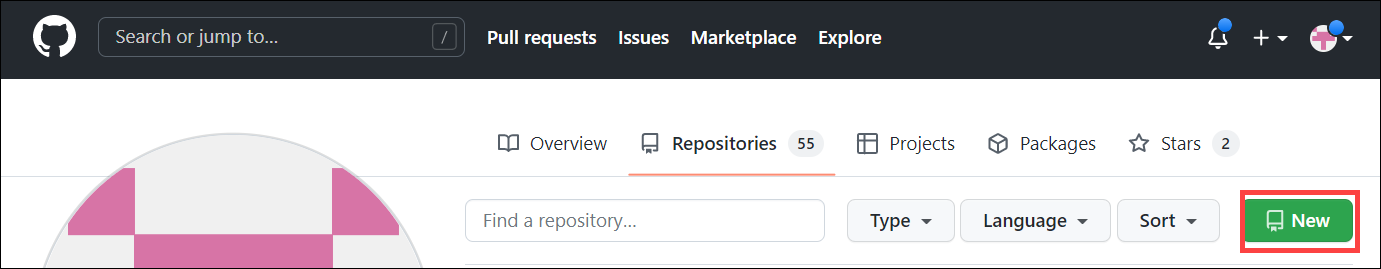 Search or jump to... / Pull requests Issues Marketplace Explore
Overview Repositories 55 Projects Packages Stars 2
Find a repository... Type Language Sort New